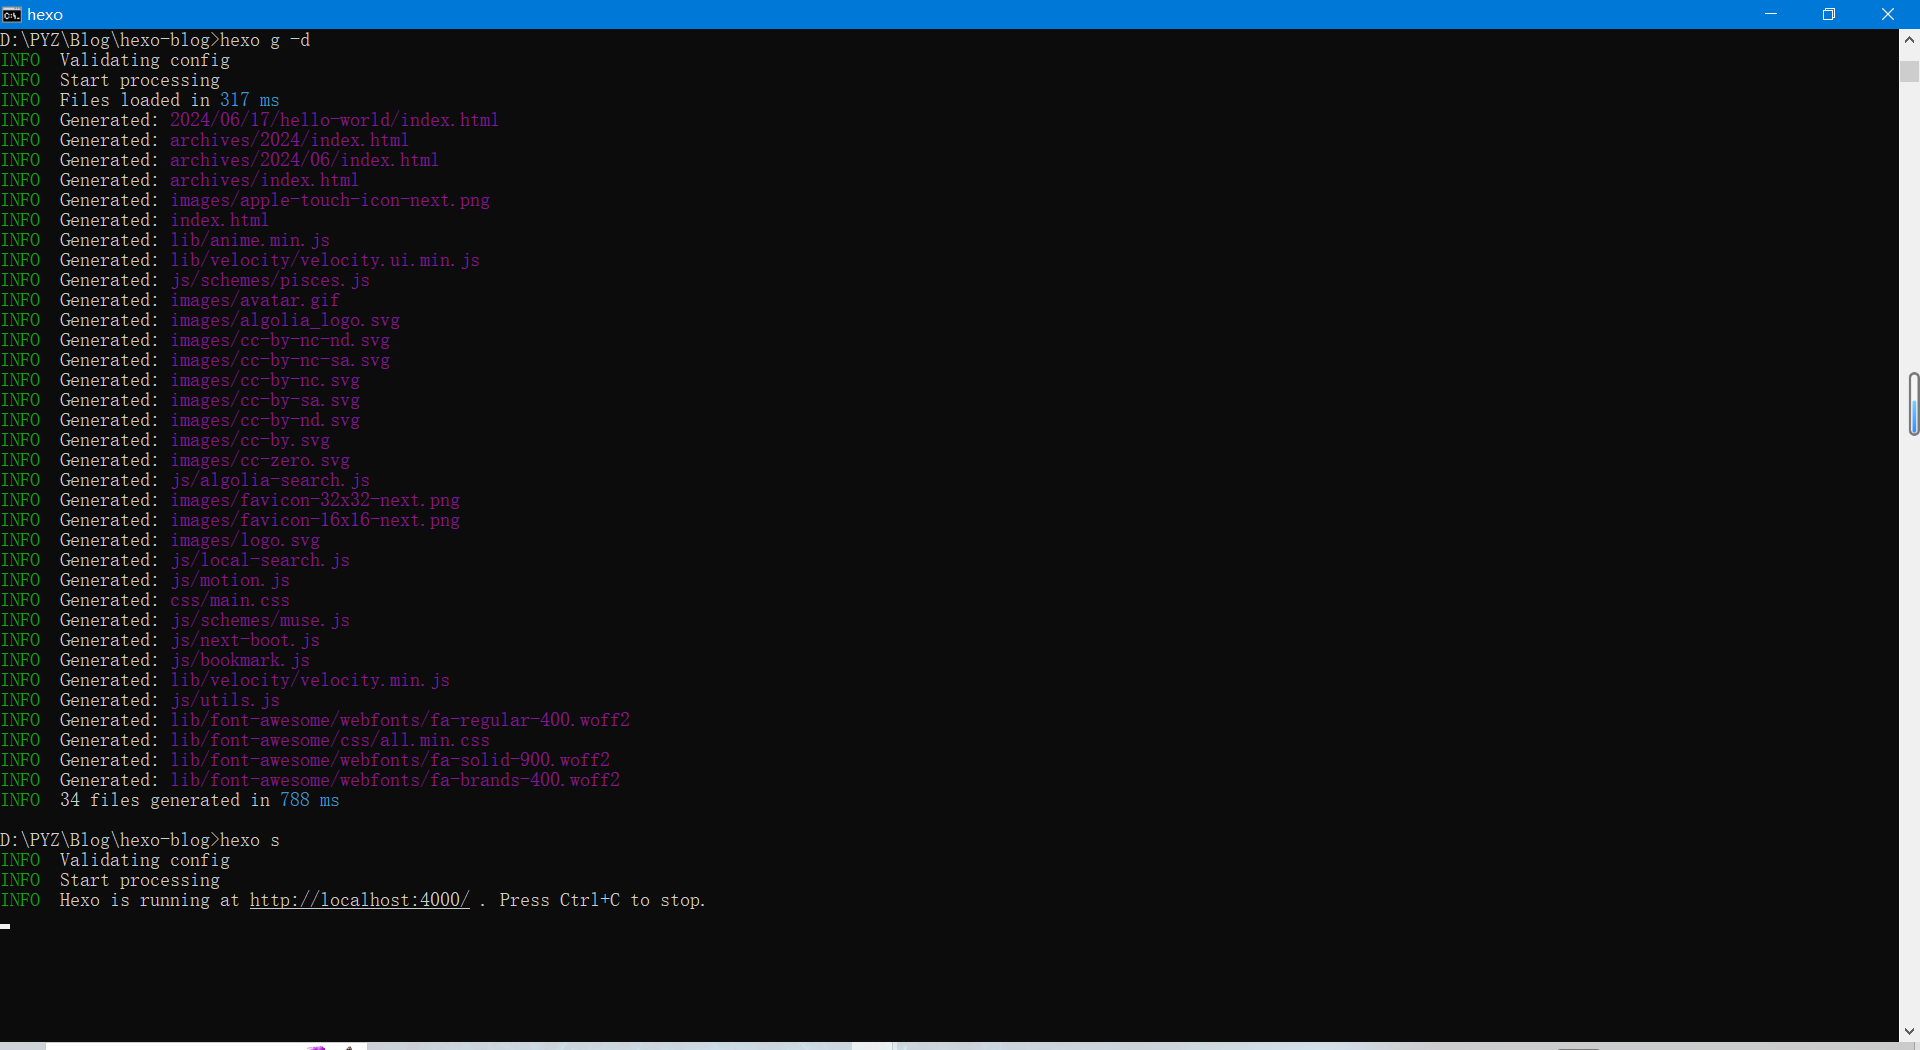 hexo
D:\PYZ\Blog\hexo-blog>hexo g -d
INFO  Validating config
INFO  Start processing
INFO  Files loaded in 317 ms
INFO  Generated: 2024/06/17/hello-world/index.html
INFO  Generated: archives/2024/index.html
INFO  Generated: archives/2024/06/index.html
INFO  Generated: archives/index.html
INFO  Generated: images/apple-touch-icon-next.png
INFO  Generated: index.html
INFO  Generated: lib/anime.min.js
INFO  Generated: lib/velocity/velocity.ui.min.js
INFO  Generated: js/schemes/pisces.js
INFO  Generated: images/avatar.gif
INFO  Generated: images/algolia_logo.svg
INFO  Generated: images/cc-by-nc-nd.svg
INFO  Generated: images/cc-by-nc-sa.svg
INFO  Generated: images/cc-by-nc.svg
INFO  Generated: images/cc-by-sa.svg
INFO  Generated: images/cc-by-nd.svg
INFO  Generated: images/cc-by.svg
INFO  Generated: images/cc-zero.svg
INFO  Generated: js/algolia-search.js
INFO  Generated: images/favicon-32x32-next.png
INFO  Generated: images/favicon-16x16-next.png
INFO  Generated: images/logo.svg
INFO  Generated: js/local-search.js
INFO  Generated: js/motion.js
INFO  Generated: css/main.css
INFO  Generated: js/schemes/muse.js
INFO  Generated: js/next-boot.js
INFO  Generated: js/bookmark.js
INFO  Generated: lib/velocity/velocity.min.js
INFO  Generated: js/utils.js
INFO  Generated: lib/font-awesome/webfonts/fa-regular-400.woff2
INFO  Generated: lib/font-awesome/css/all.min.css
INFO  Generated: lib/font-awesome/webfonts/fa-solid-900.woff2
INFO  Generated: lib/font-awesome/webfonts/fa-brands-400.woff2
INFO  34 files generated in 788 ms
D:\PYZ\Blog\hexo-blog>hexo s
INFO  Validating config
INFO  Start processing
INFO  Hexo is running at http://localhost:4000/ . Press Ctrl+C to stop.